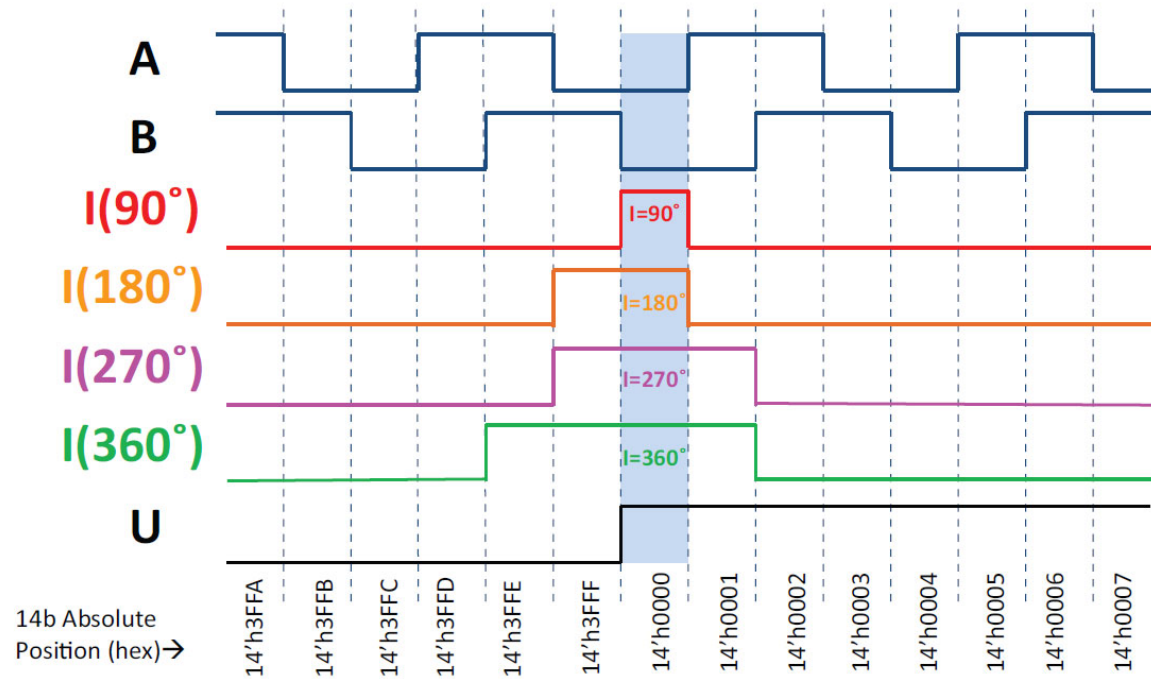 A
B
I(90°)
I=90°
I(180°)
I=180°
I(270°)
I=270°
I(360°)
I=360°
U
14b Absolute
Position (hex)→
14'h3FFA
14'h3FFB
14'h3FFC
14'h3FFD
14'h3FFE
14'h3FFF
14'h0000
14'h0001
14'h0002
14'h0003
14'h0004
14'h0005
14'h0006
14'h0007